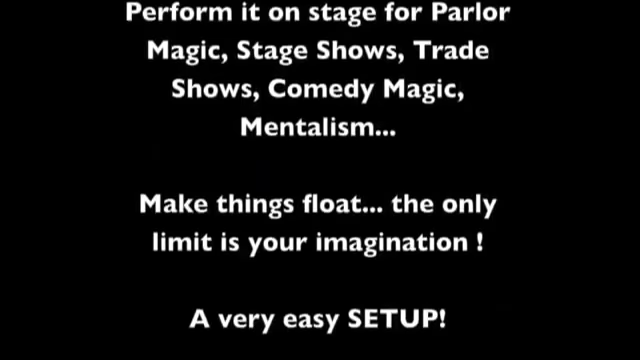 Perform it on stage for Parlor
Magic, Stage Shows, Trade
Shows, Comedy Magic,
Mentalism...
Make things float... the only
limit is your imagination !
A very easy SETUP!